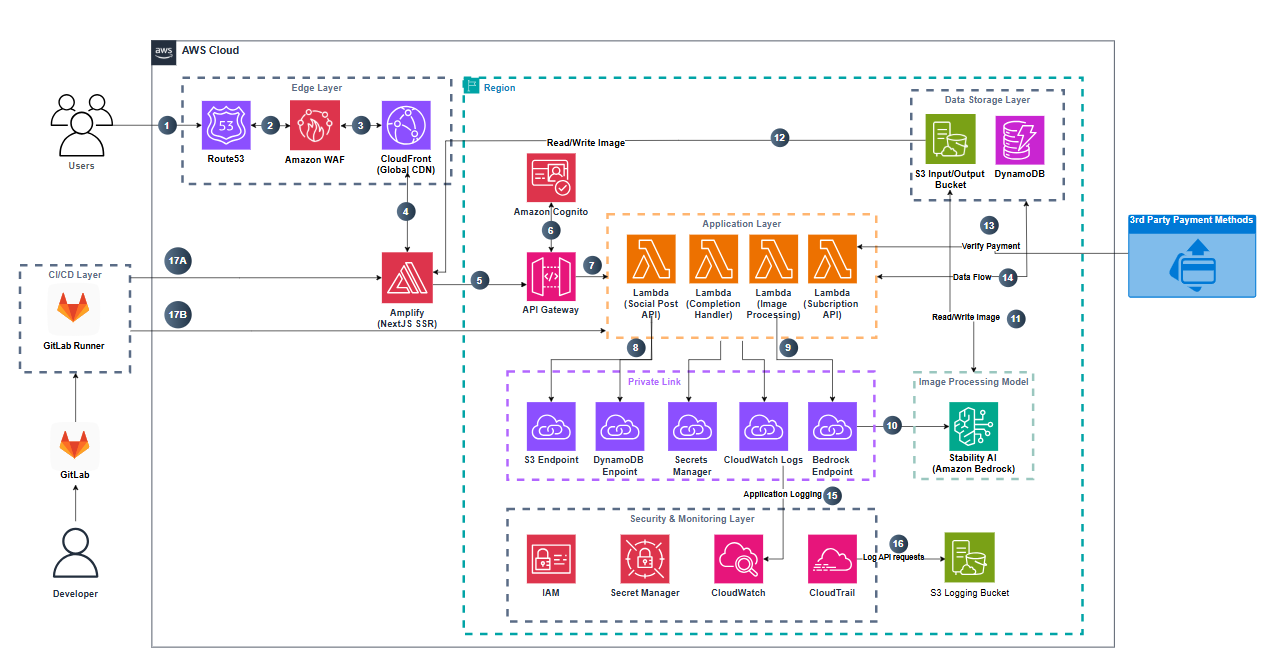 aws
AWS Cloud
Edge Layer
Region
Data Storage Layer
1
53
2
3
Route53
Amazon WAF
CloudFront
(Global CDN)
Users
12
Read/Write Image
S3 Input/Output
Bucket
DynamoDB
Amazon Cognito
4
6
Application Layer
13
3rd Party Payment Methods
Verify Payment
17A
CI/CD Layer
5
7
Data Flow
14
Lambda
(Social Post
API)
Lambda
(Completion
Handler)
Lambda
(Image
Processing)
Lambda
(Subcription
API)
Amplify
(NextJS SSR)
API Gateway
17B
Read/Write Image
11
GitLab Runner
8
9
Private Link
Image Processing Model
10
S3 Endpoint
DynamoDB
Enpoint
Secrets
Manager
CloudWatch Logs
Bedrock
Endpoint
Stability AI
(Amazon Bedrock)
GitLab
Application Logging
15
Security & Monitoring Layer
16
Log API requests
IAM
Secret Manager
CloudWatch
CloudTrail
S3 Logging Bucket
Developer